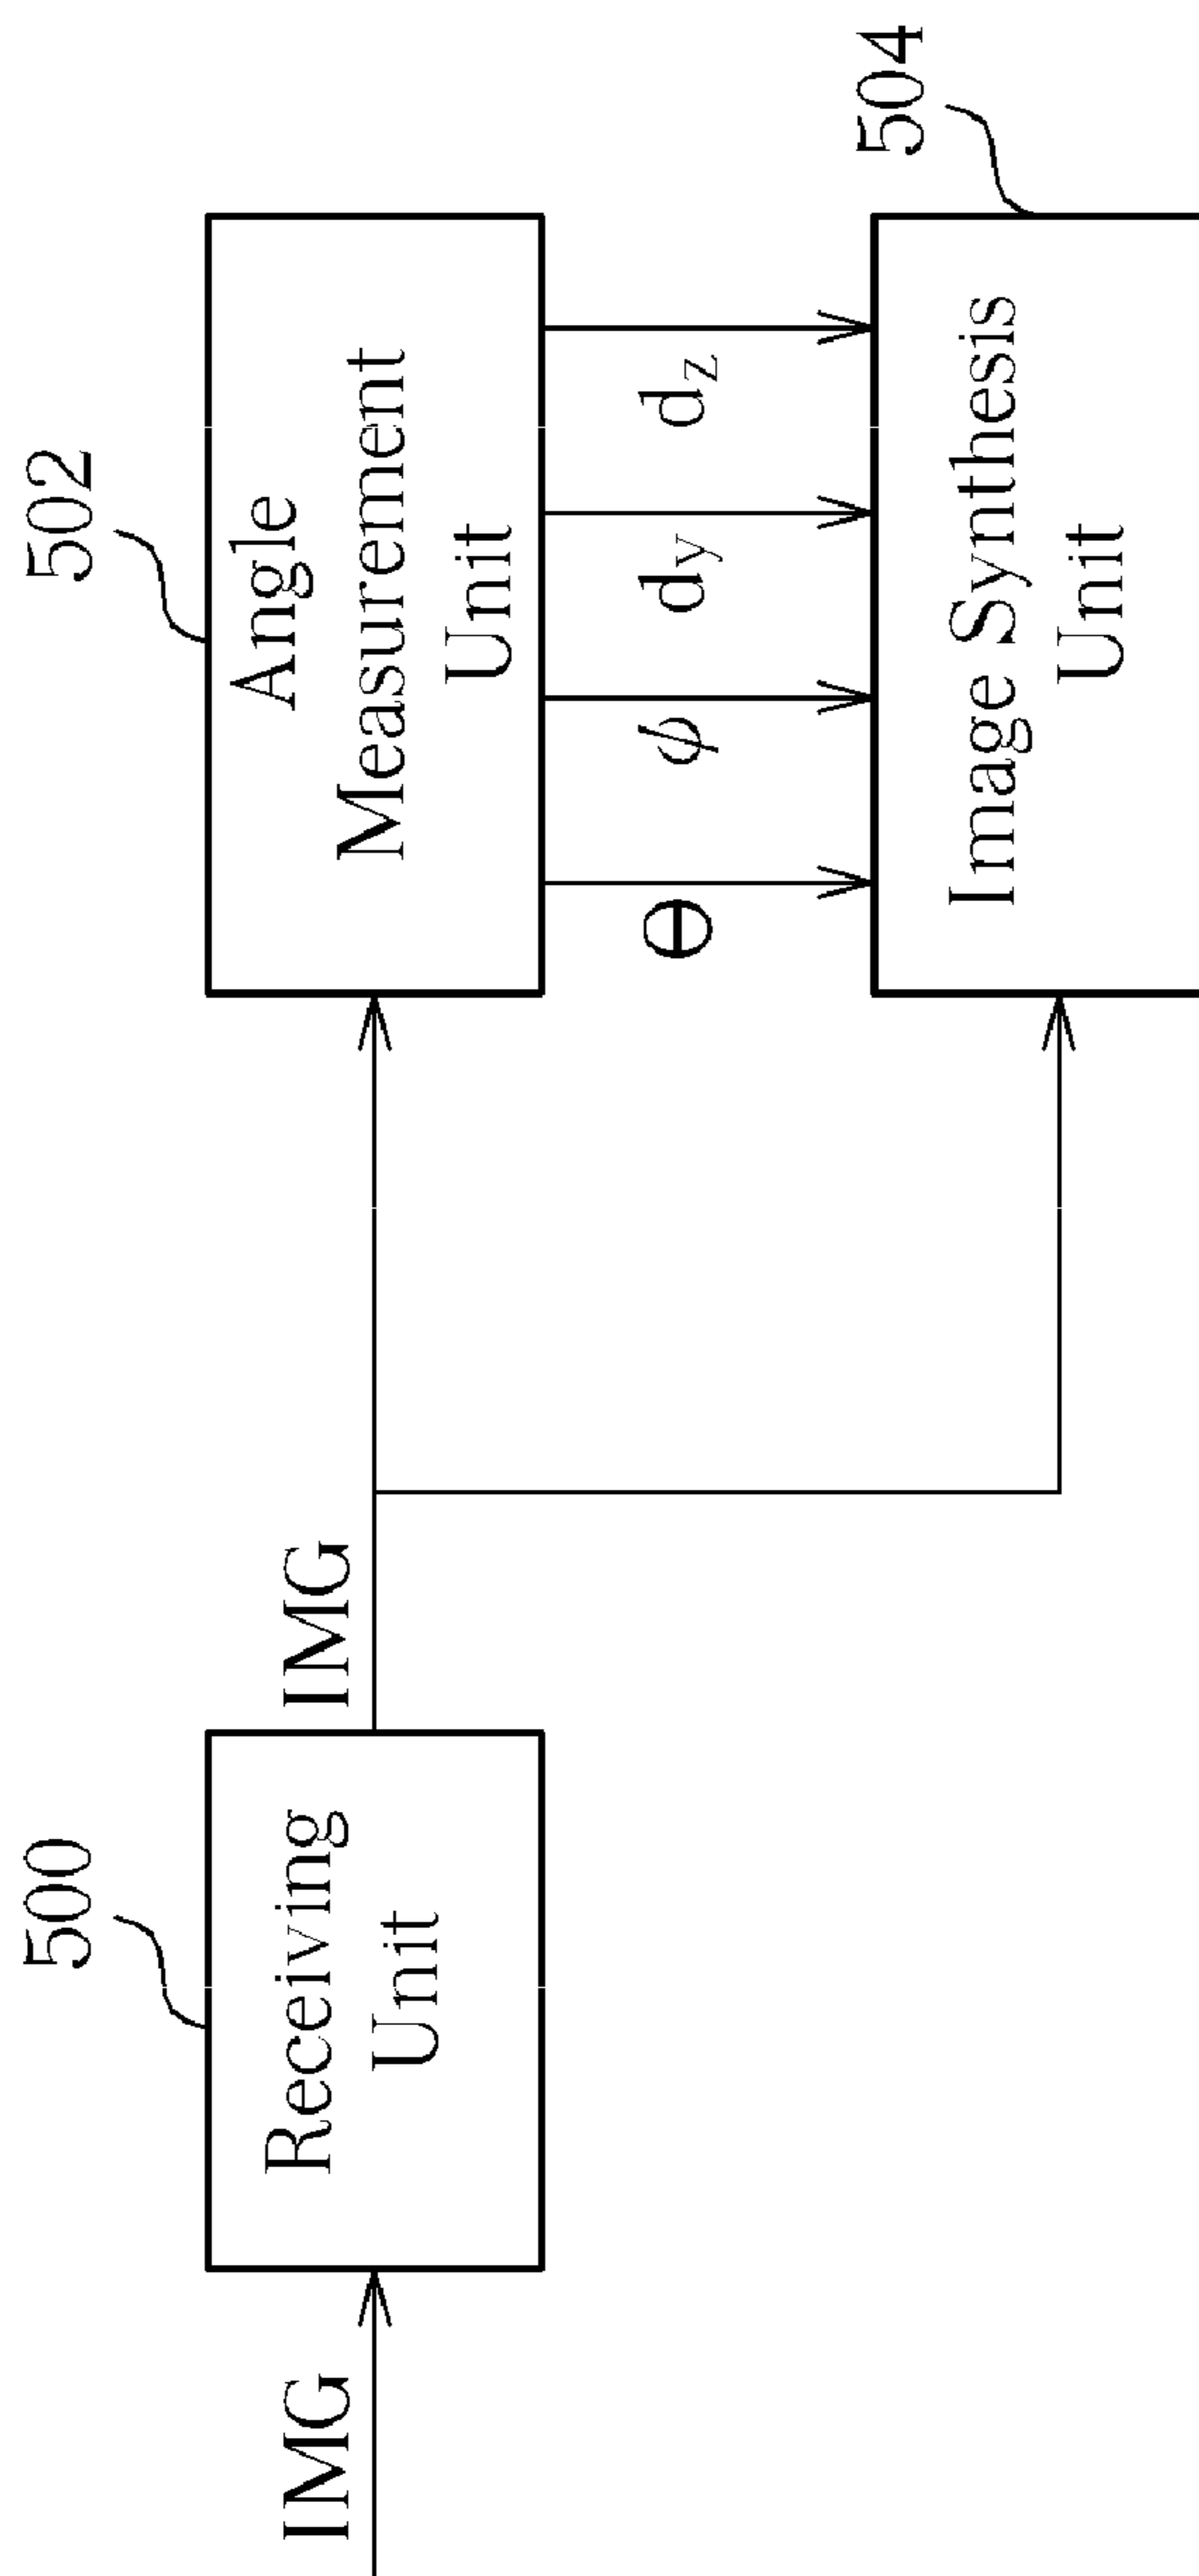 IMG
500
Receiving
Unit
IMG
502
Angle
Measurement
Unit
θ
ϕ
dy
dz
504
Image Synthesis
Unit